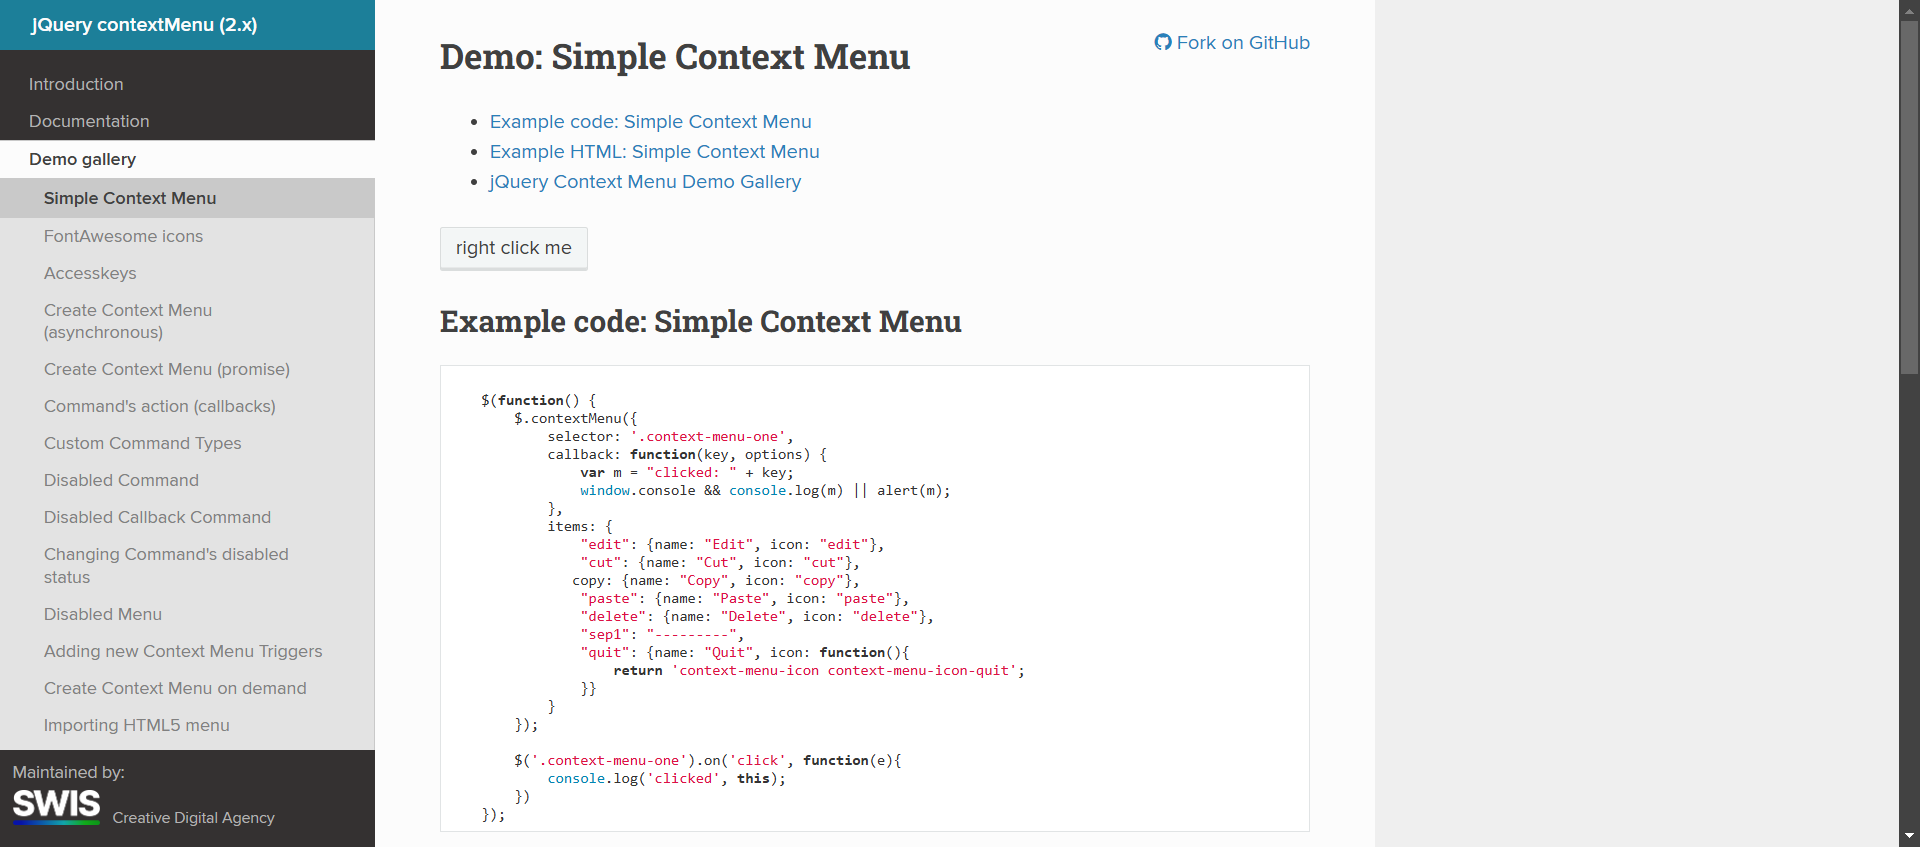 jQuery contextMenu (2.x)
Introduction
Documentation
Demo gallery
Simple Context Menu
FontAwesome icons
Accesskeys
Create Context Menu
(asynchronous)
Create Context Menu (promise)
Command's action (callbacks)
Custom Command Types
Disabled Command
Disabled Callback Command
Changing Command's disabled
status
Disabled Menu
Adding new Context Menu Triggers
Create Context Menu on demand
Importing HTML5 menu
Maintained by:
SWIS Creative Digital Agency
Fork on GitHub
Demo: Simple Context Menu
Example code: Simple Context Menu
Example HTML: Simple Context Menu
jQuery Context Menu Demo Gallery
right click me
Example code: Simple Context Menu
$(function() {
    $.contextMenu({
        selector: '.context-menu-one',
        callback: function(key, options) {
            var m = "clicked: " + key;
            window.console && console.log(m) || alert(m);
        },
        items: {
            "edit": {name: "Edit", icon: "edit"},
            "cut": {name: "Cut", icon: "cut"},
           copy: {name: "Copy", icon: "copy"},
            "paste": {name: "Paste", icon: "paste"},
            "delete": {name: "Delete", icon: "delete"},
            "sep1": "---------",
            "quit": {name: "Quit", icon: function(){
                return 'context-menu-icon context-menu-icon-quit';
            }}
        }
    });
    $('.context-menu-one').on('click', function(e){
        console.log('clicked', this);
    })
});